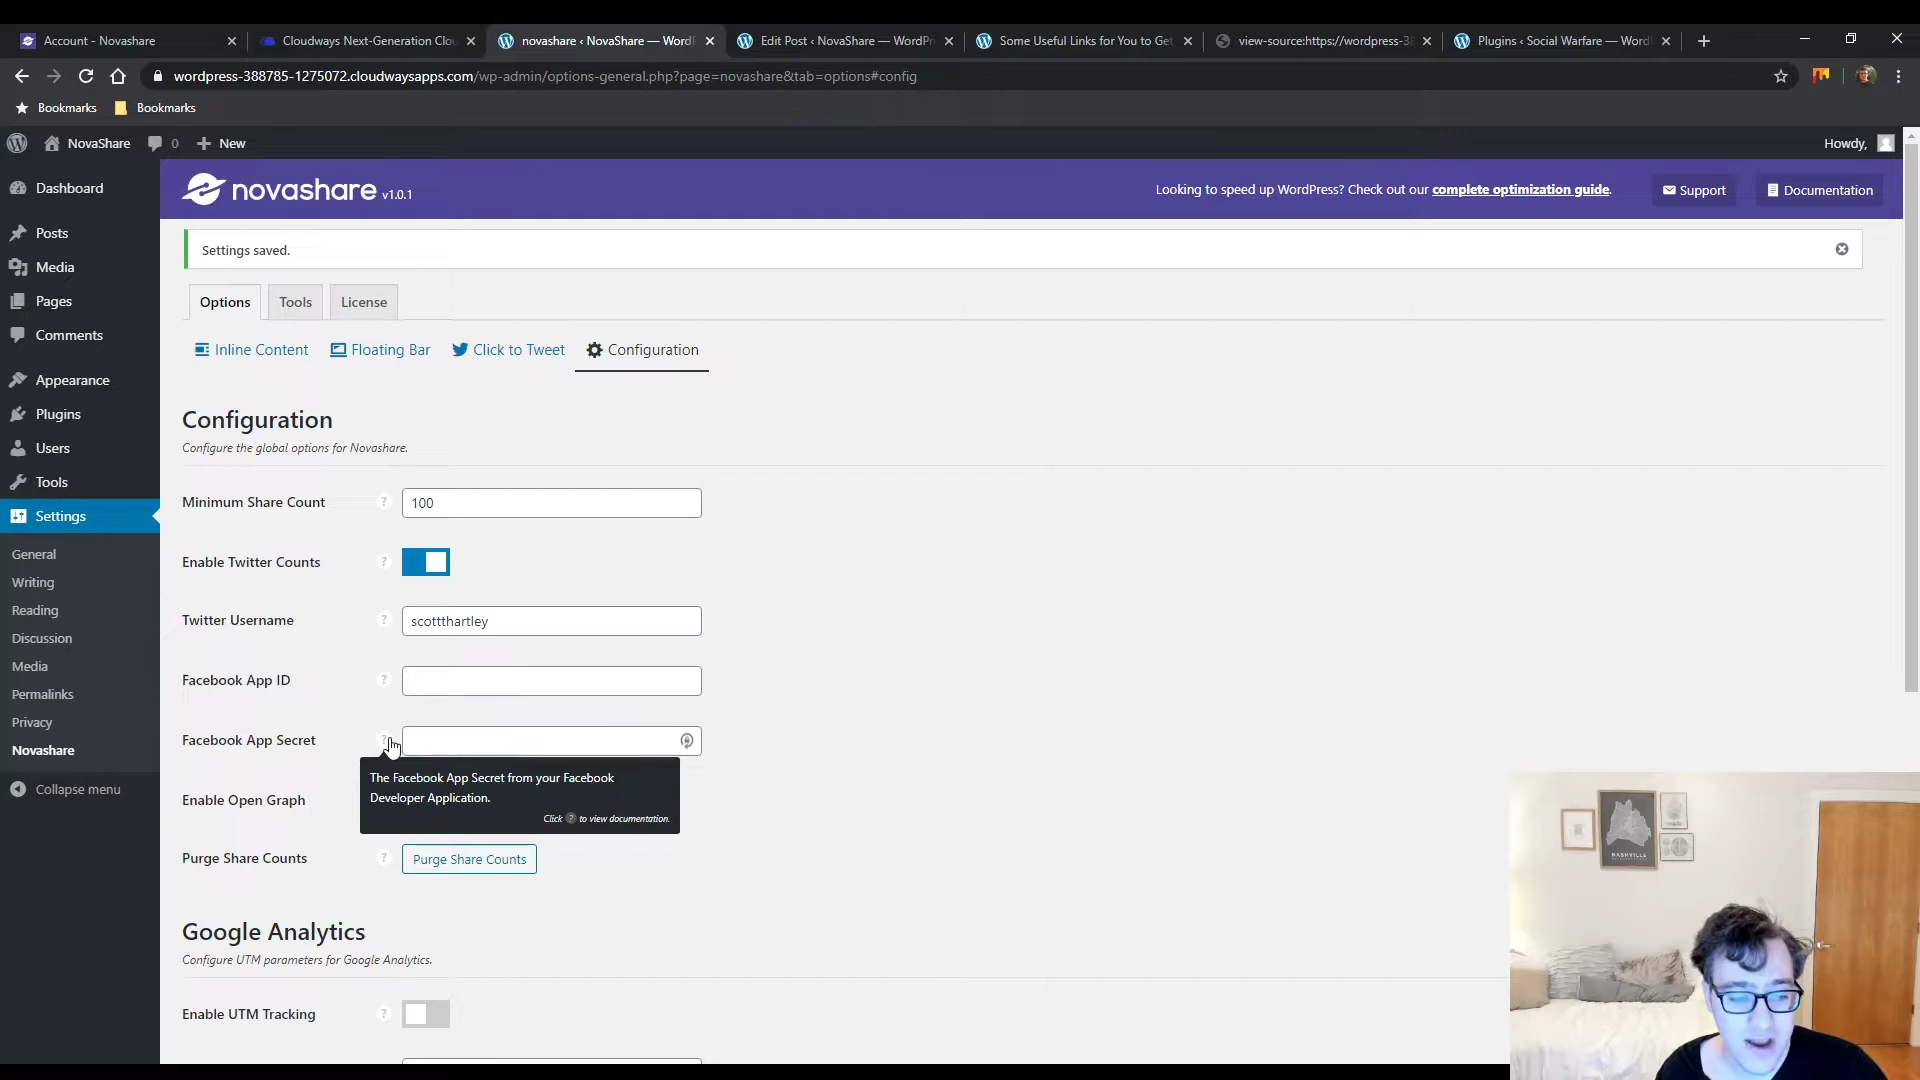 Account - Novashare
Cloudways Next-Generation Clo
novashare ‹ NovaShare — Word
Edit Post ‹ NovaShare — WordPr
Some Useful Links for You to Get
view-source:https://wordpress-38
Plugins ‹ Social Warfare — Word
wordpress-388785-1275072.cloudwaysapps.com/wp-admin/options-general.php?page=novashare&tab=options#config
Bookmarks
Bookmarks
NovaShare
0
New
Howdy,
Dashboard
Posts
Media
Pages
Comments
Appearance
Plugins
Users
Tools
Settings
General
Writing
Reading
Discussion
Media
Permalinks
Privacy
Novashare
Collapse menu
novashare v1.0.1
Looking to speed up WordPress? Check out our complete optimization guide.
Support
Documentation
Settings saved.
Options
Tools
License
Inline Content
Floating Bar
Click to Tweet
Configuration
Configuration
Configure the global options for Novashare.
Minimum Share Count
?
100
Enable Twitter Counts
?
Twitter Username
?
scottthartley
Facebook App ID
?
Facebook App Secret
?
The Facebook App Secret from your Facebook
Developer Application.
Click ? to view documentation.
Enable Open Graph
Purge Share Counts
?
Purge Share Counts
Google Analytics
Configure UTM parameters for Google Analytics.
Enable UTM Tracking
?
NASHVILLE